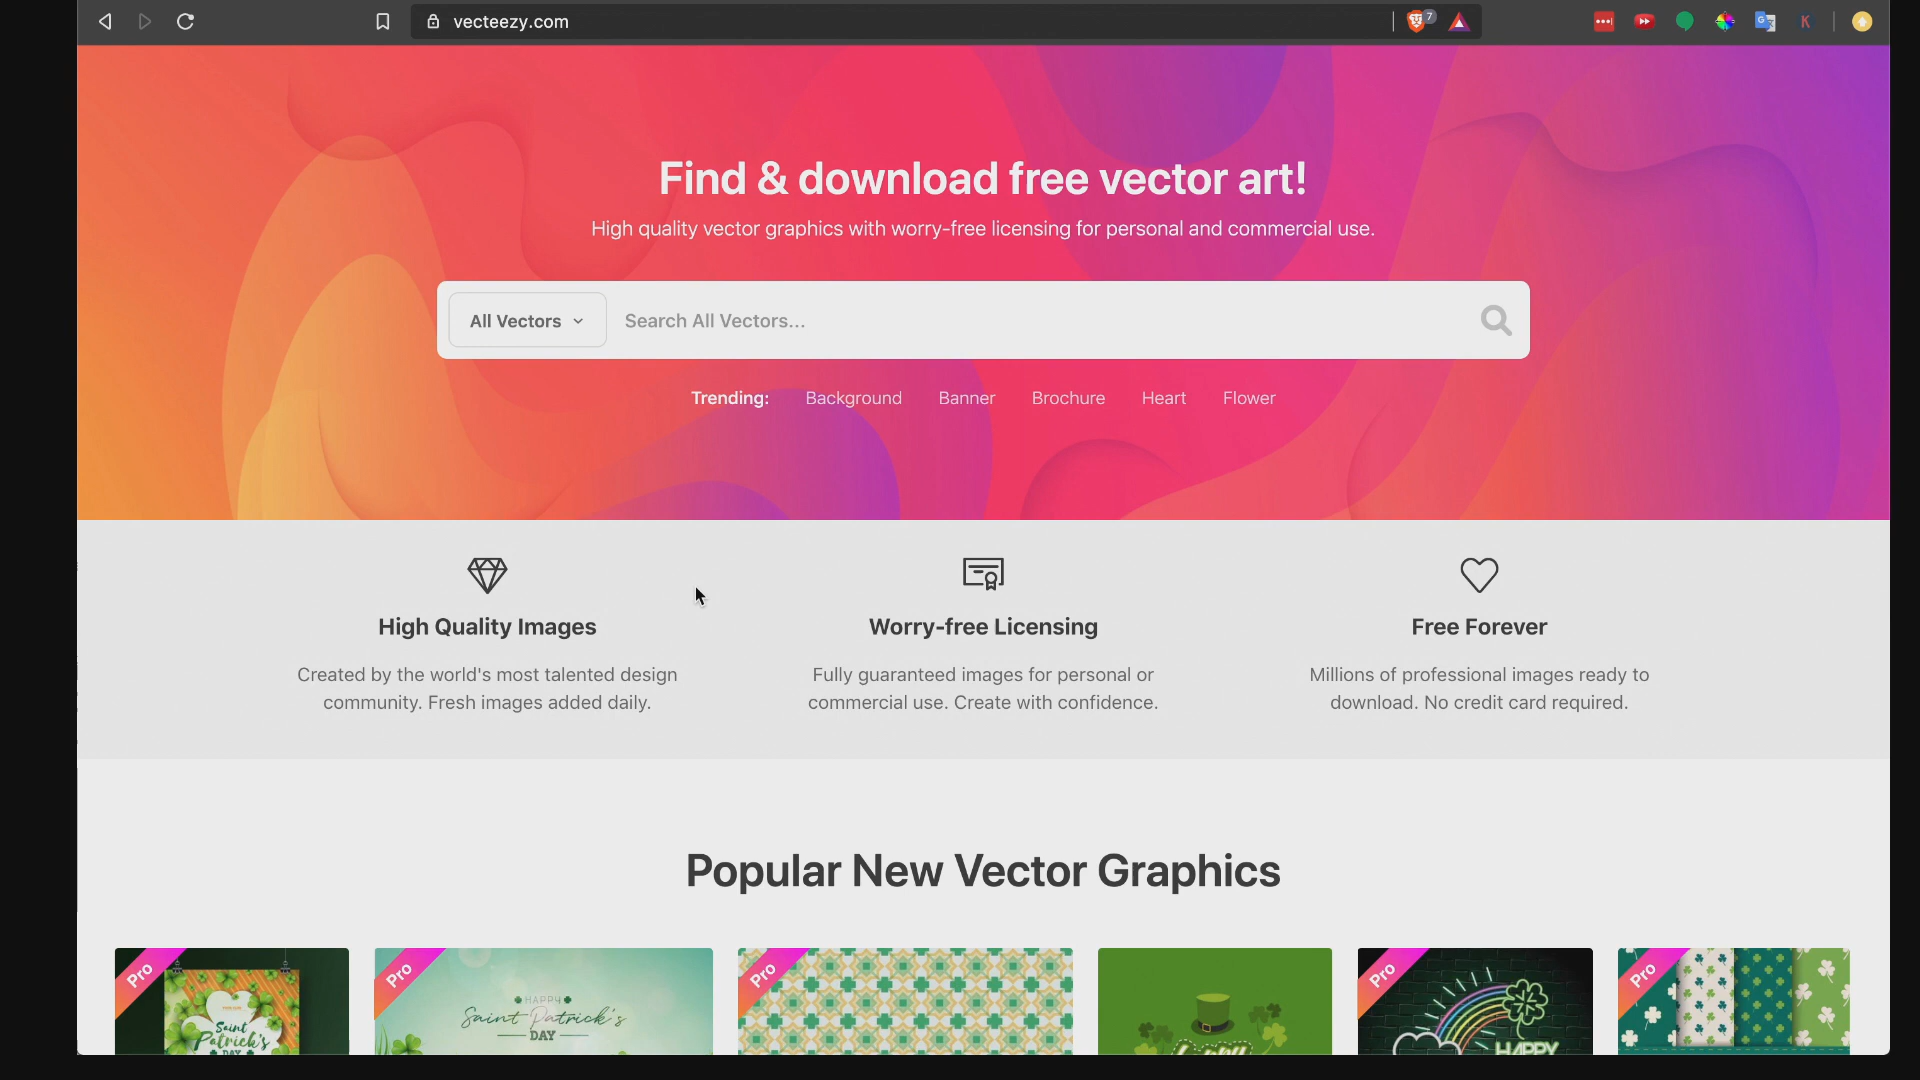 vecteezy.com
7
K
Find & download free vector art!
High quality vector graphics with worry-free licensing for personal and commercial use.
All Vectors
Search All Vectors...
Trending: Background Banner Brochure Heart Flower
High Quality Images
Created by the world's most talented design
community. Fresh images added daily.
Worry-free Licensing
Fully guaranteed images for personal or
commercial use. Create with confidence.
Free Forever
Millions of professional images ready to
download. No credit card required.
Popular New Vector Graphics
Pro
Saint
Patrick's
DAY
Pro
HAPPY
Saint Patrick's
DAY
Pro
Pro
HAPPY
Pro